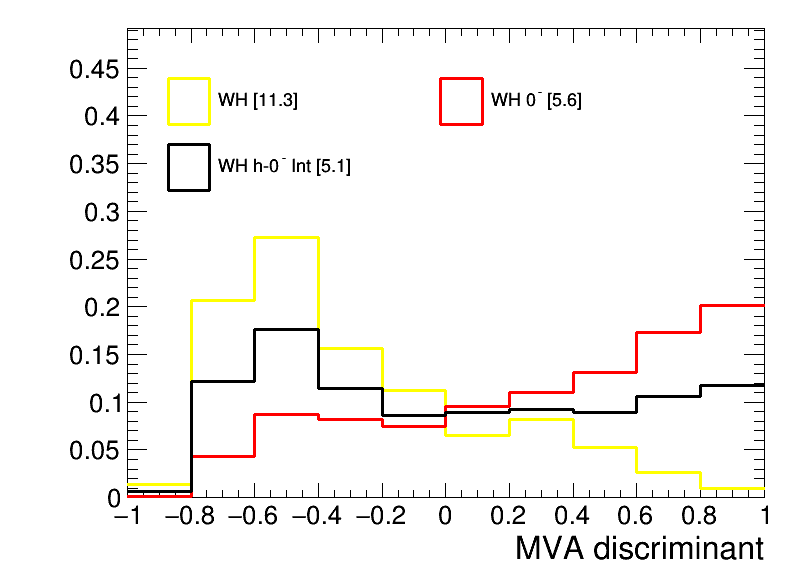 0.45
0.4
0.35
0.3
0.25
0.2
0.15
0.1
0.05
0
WH [11.3]
WH 0⁻ [5.6]
WH h-0⁻ Int [5.1]
−1 −0.8 −0.6 −0.4 −0.2 0 0.2 0.4 0.6 0.8 1
MVA discriminant